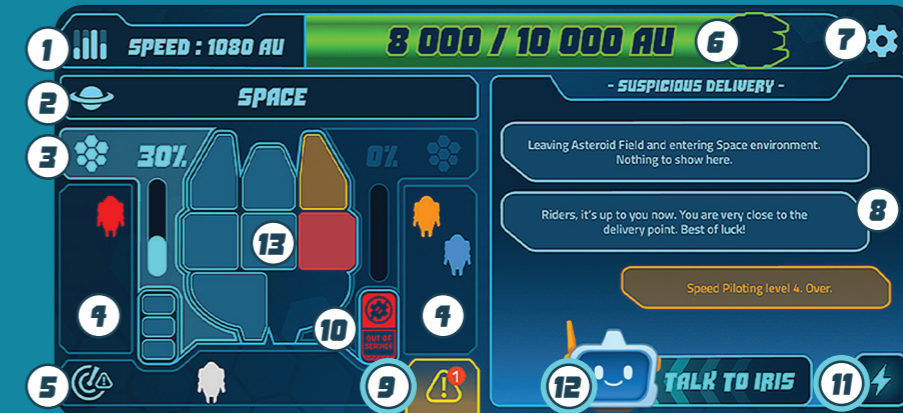 1
SPEED : 1080 AU
8 000 / 10 000 AU
6
7
2
SPACE
- SUSPICIOUS DELIVERY -
3
30%
0%
Leaving Asteroid Field and entering Space environment.
Nothing to show here.
Riders, it's up to you now. You are very close to the
delivery point. Best of luck!
8
13
4
10
OUT OF
SERVICE
4
Speed Piloting level 4. Over.
5
9
1
12
TALK TO IRIS
11